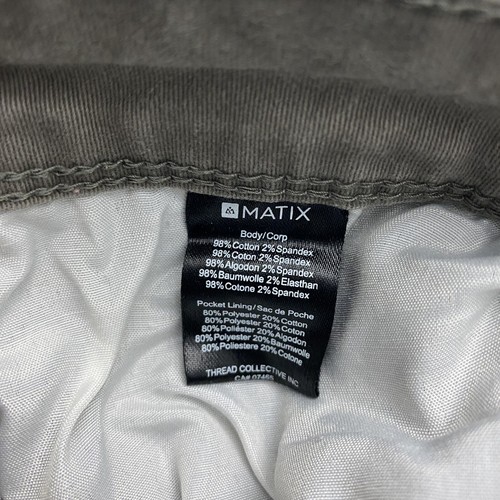 MATIX
Body/Corp
98% Cotton 2% Spandex
98% Coton 2% Spandex
98% Algodon 2% Spandex
98% Baumwolle 2% Elasthan
98% Cotone 2% Spandex
Pocket Lining/Sac de Poche
80% Polyester 20% Cotton
80% Polyester 20% Coton
80% Poliéster 20% Algodon
80% Polyester 20% Baumwolle
80% Poliestere 20% Cotone
THREAD COLLECTIVE INC
CA# 07465